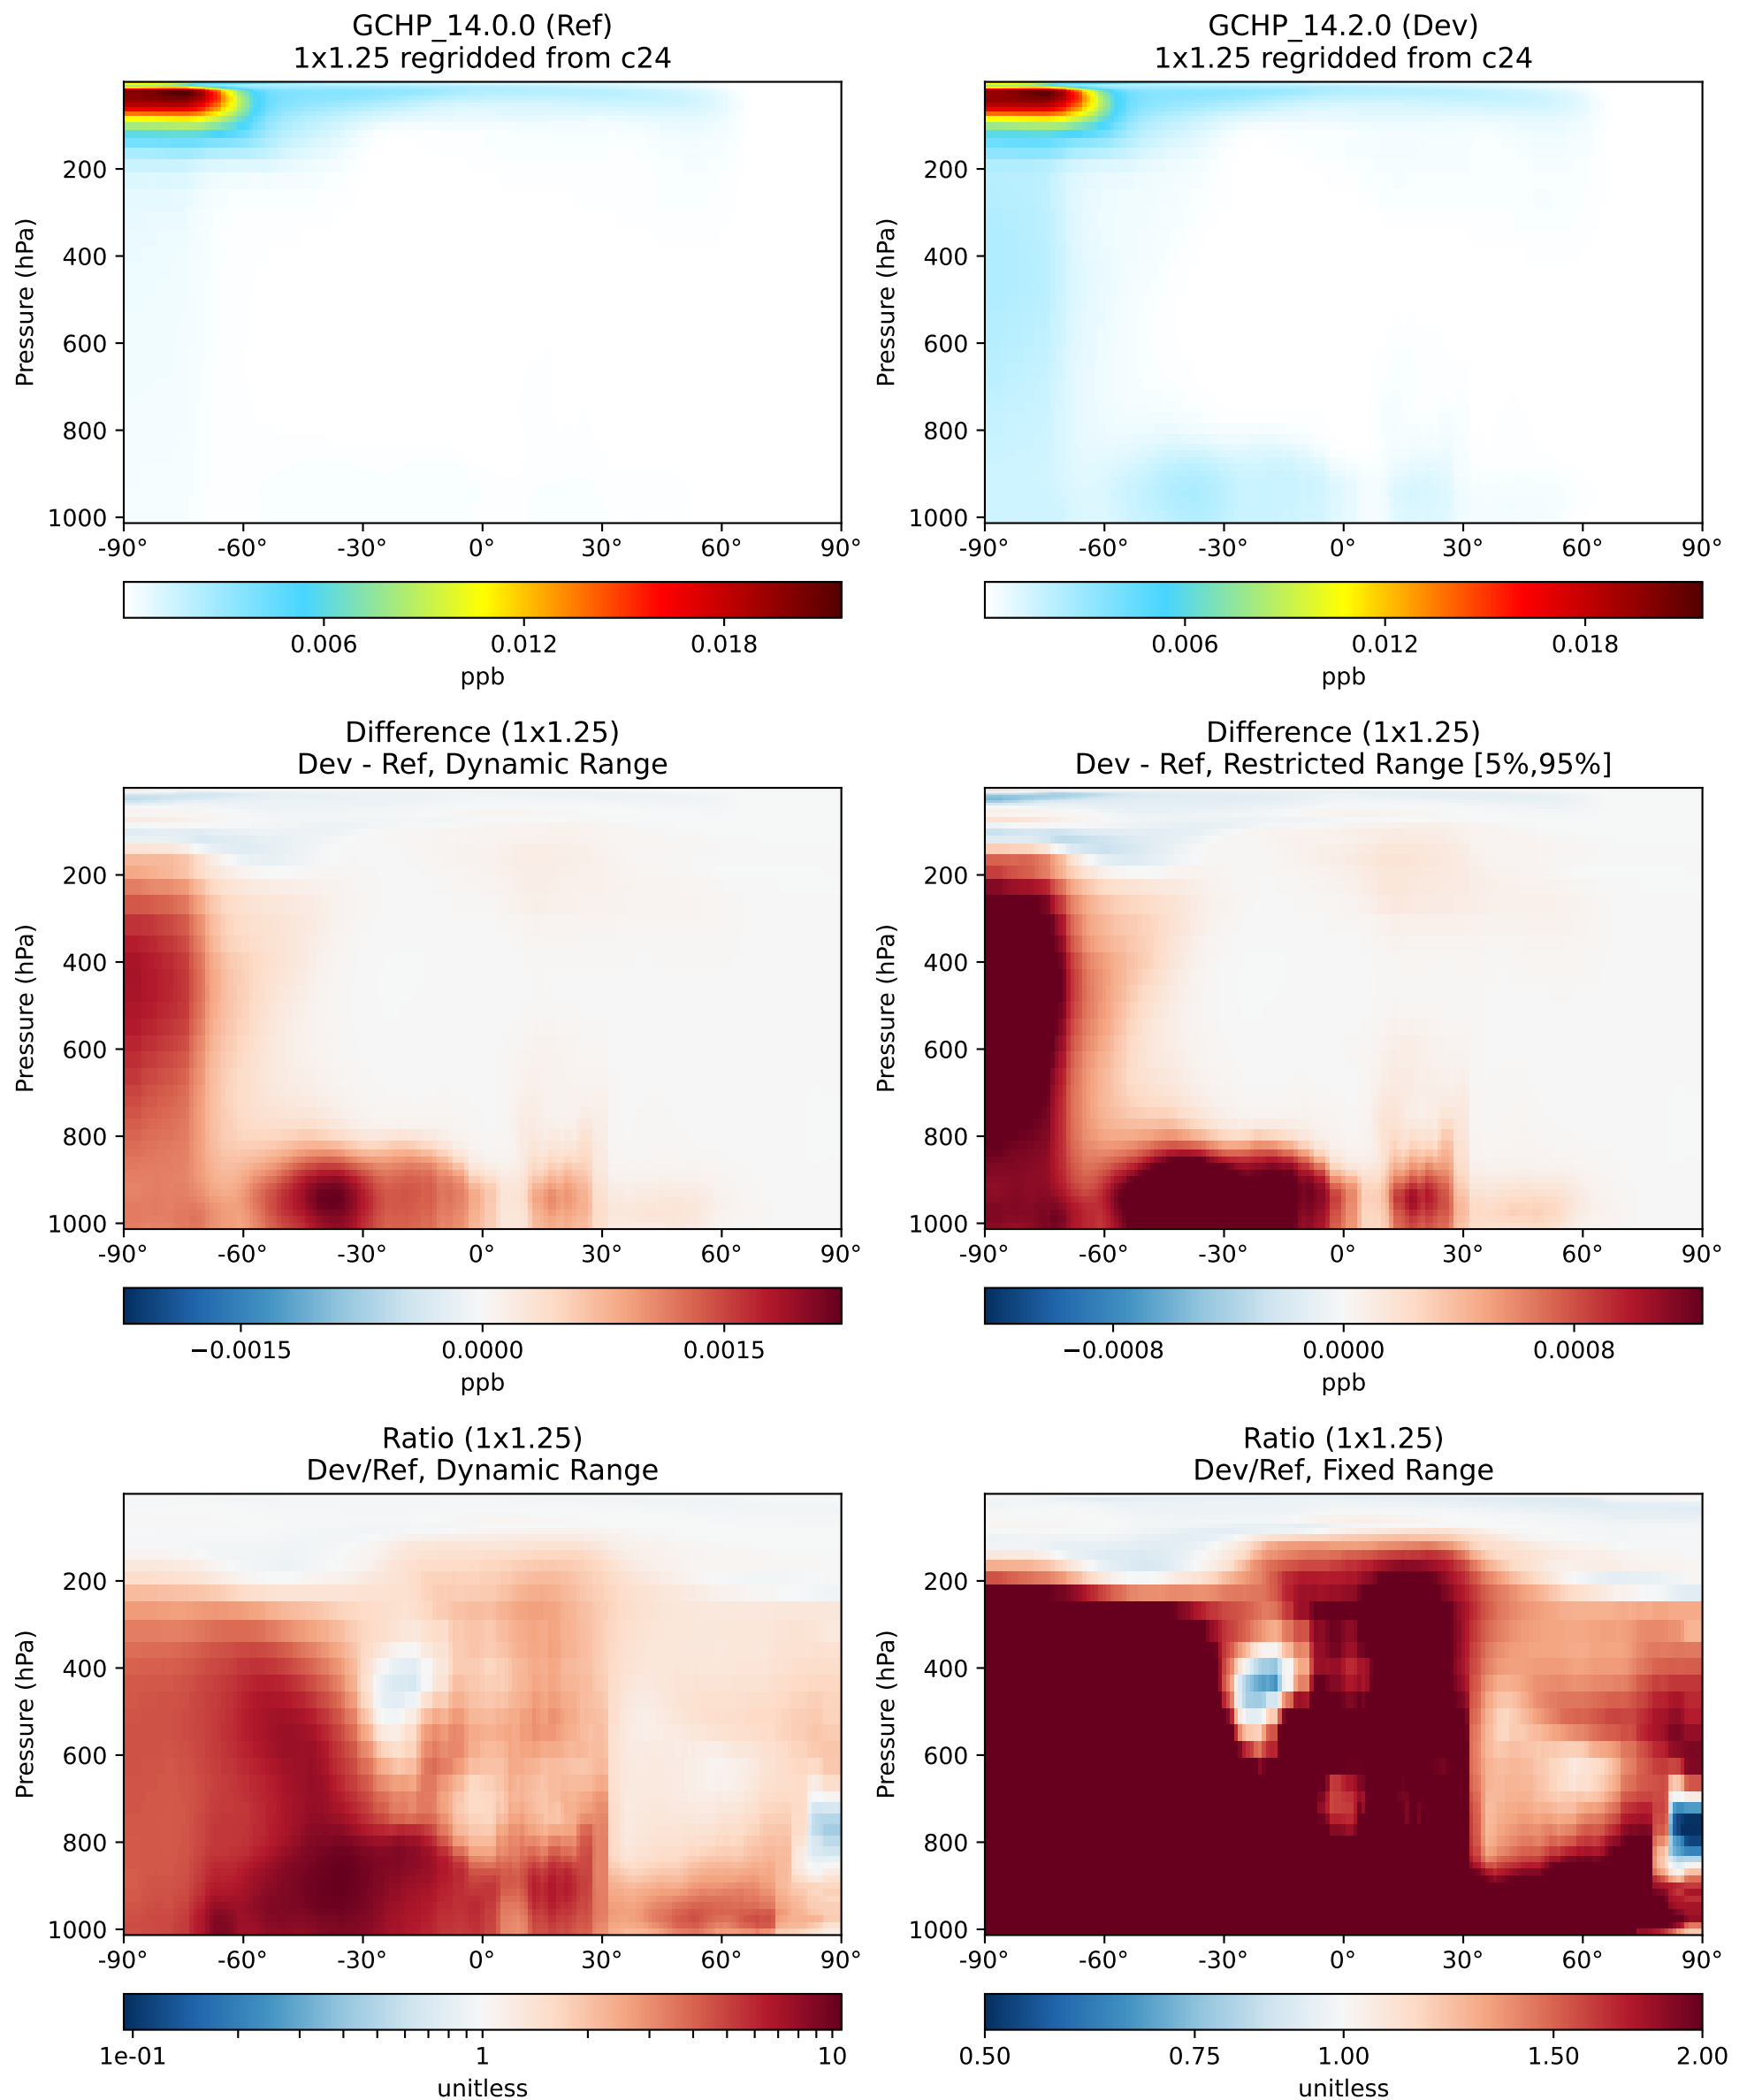 GCHP_14.0.0 (Ref)
1x1.25 regridded from c24
Pressure (hPa)
200
400
600
800
1000
-90° -60° -30° 0° 30° 60° 90°
0.006 0.012 0.018
ppb
GCHP_14.2.0 (Dev)
1x1.25 regridded from c24
Pressure (hPa)
200
400
600
800
1000
-90° -60° -30° 0° 30° 60° 90°
0.006 0.012 0.018
ppb
Difference (1x1.25)
Dev - Ref, Dynamic Range
Pressure (hPa)
200
400
600
800
1000
-90° -60° -30° 0° 30° 60° 90°
−0.0015 0.0000 0.0015
ppb
Difference (1x1.25)
Dev - Ref, Restricted Range [5%,95%]
Pressure (hPa)
200
400
600
800
1000
-90° -60° -30° 0° 30° 60° 90°
−0.0008 0.0000 0.0008
ppb
Ratio (1x1.25)
Dev/Ref, Dynamic Range
Pressure (hPa)
200
400
600
800
1000
-90° -60° -30° 0° 30° 60° 90°
1e-01 1 10
unitless
Ratio (1x1.25)
Dev/Ref, Fixed Range
Pressure (hPa)
200
400
600
800
1000
-90° -60° -30° 0° 30° 60° 90°
0.50 0.75 1.00 1.50 2.00
unitless